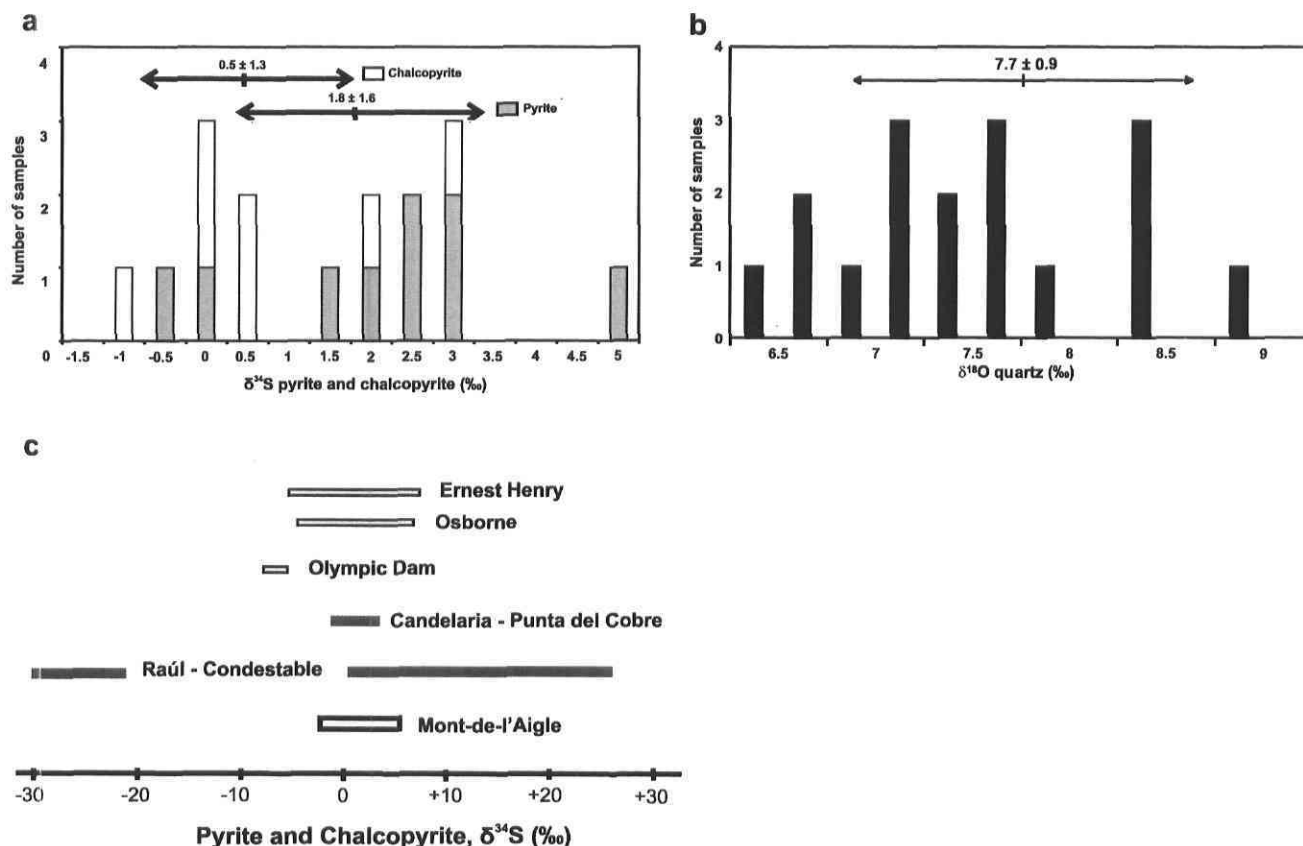 a
4
3
2
1
0
Number of samples
0.5 ± 1.3
Chalcopyrite
1.8 ± 1.6
Pyrite
-1.5 -1 -0.5 0 0.5 1 1.5 2 2.5 3 3.5 4 4.5 5
δ³⁴S pyrite and chalcopyrite (‰)
b
4
3
2
1
0
Number of samples
7.7 ± 0.9
6.5 7 7.5 8 8.5 9
δ¹⁸O quartz (‰)
c
Ernest Henry
Osborne
Olympic Dam
Candelaria - Punta del Cobre
Raúl - Condestable
Mont-de-l'Aigle
-30 -20 -10 0 +10 +20 +30
Pyrite and Chalcopyrite, δ³⁴S (‰)